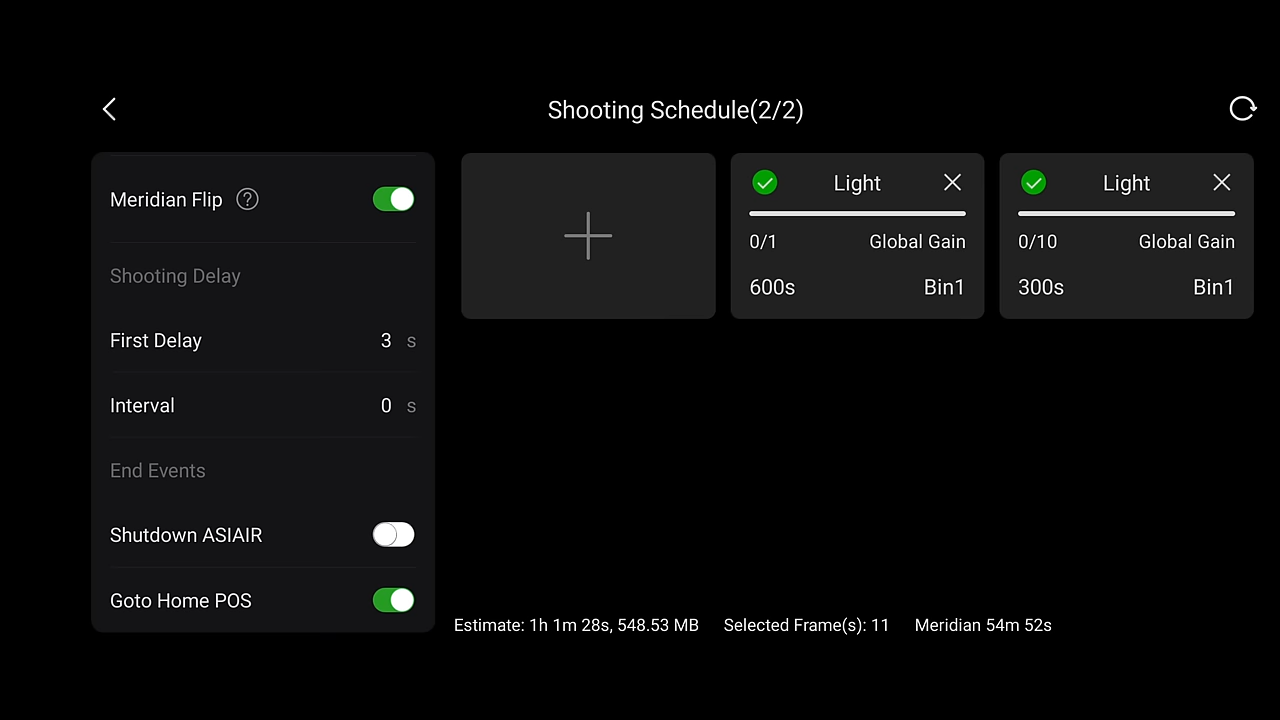 Shooting Schedule(2/2)
Meridian Flip ?
Shooting Delay
First Delay 3 s
Interval 0 s
End Events
Shutdown ASIAIR
Goto Home POS
Light
0/1 Global Gain
600s Bin1
Light
0/10 Global Gain
300s Bin1
Estimate: 1h 1m 28s, 548.53 MB Selected Frame(s): 11 Meridian 54m 52s